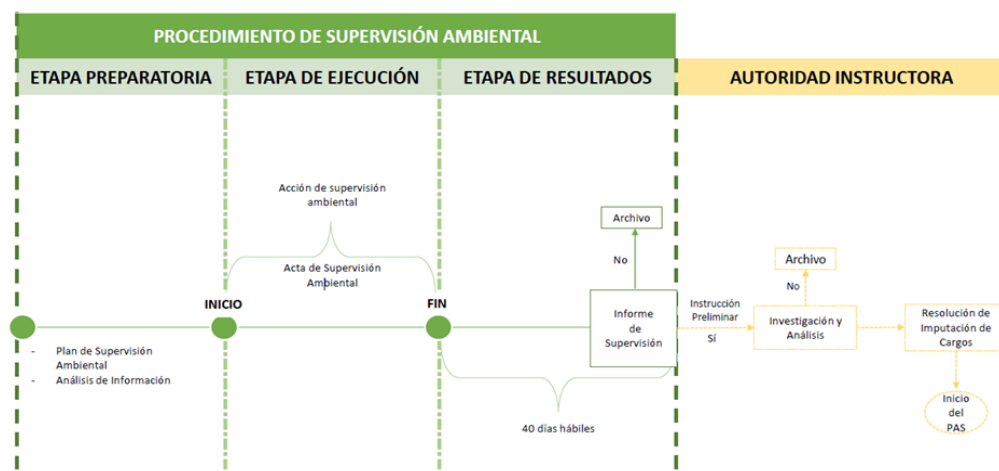 PROCEDIMIENTO DE SUPERVISIÓN AMBIENTAL
ETAPA PREPARATORIA
ETAPA DE EJECUCIÓN
ETAPA DE RESULTADOS
AUTORIDAD INSTRUCTORA
Acción de supervisión
ambiental
Acta de Supervisión
Ambiental
INICIO
FIN
- Plan de Supervisión
Ambiental
- Análisis de Información
Archivo
No
Informe
de
Supervisión
40 días hábiles
Instrucción
Preliminar
Sí
Archivo
No
Investigación y
Análisis
Resolución de
Imputación de
Cargos
Inicio
del
PAS